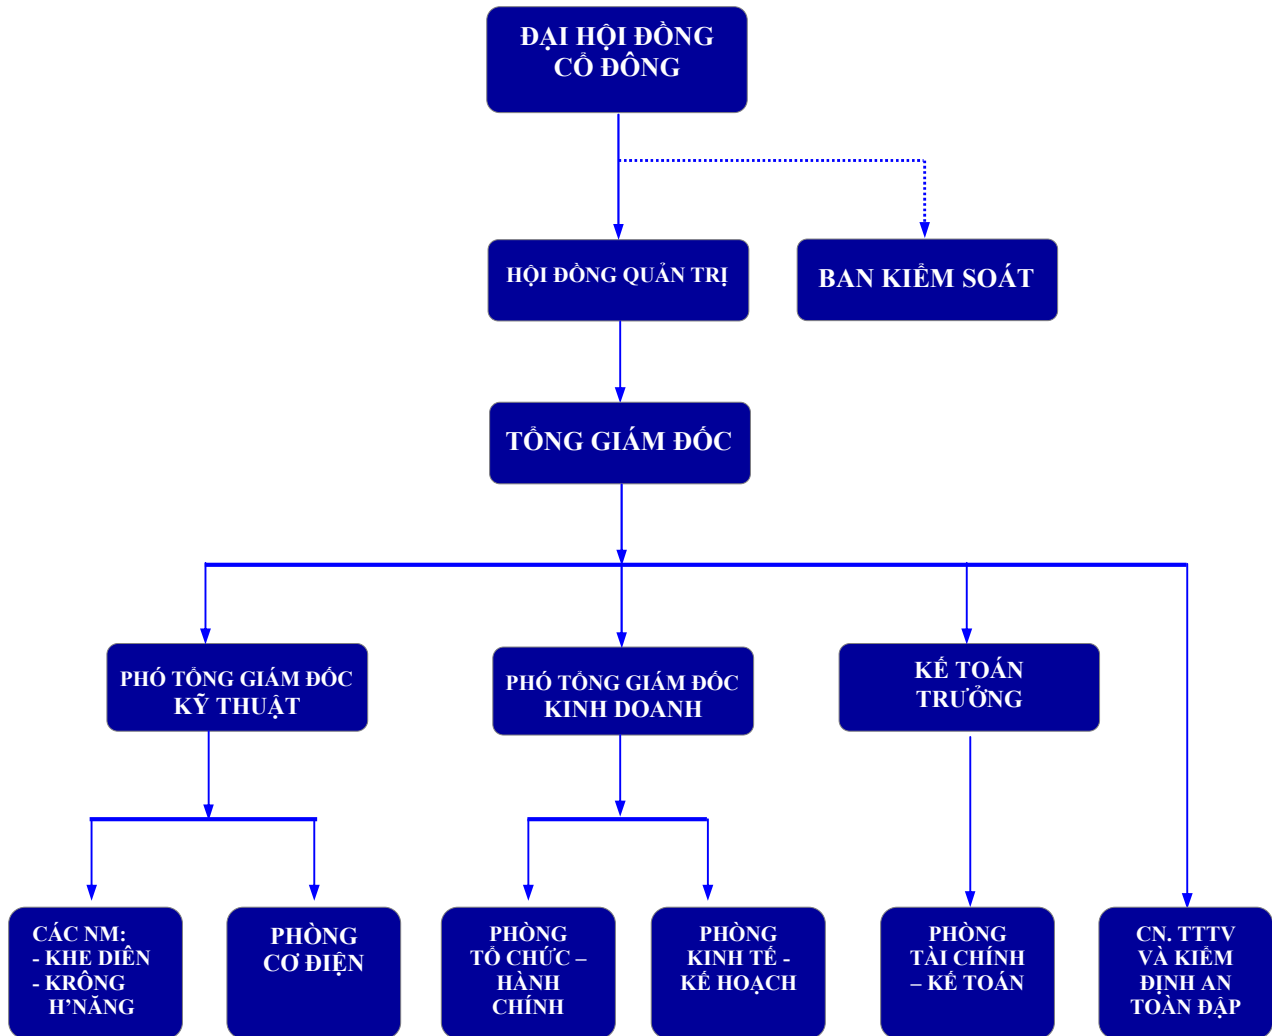 ĐẠI HỘI ĐỒNG
CỔ ĐÔNG
HỘI ĐỒNG QUẢN TRỊ
BAN KIỂM SOÁT
TỔNG GIÁM ĐỐC
PHÓ TỔNG GIÁM ĐỐC
KỸ THUẬT
PHÓ TỔNG GIÁM ĐỐC
KINH DOANH
KẾ TOÁN
TRƯỞNG
CÁC NM:
- KHE DIÊN
- KRÔNG
H'NĂNG
PHÒNG
CƠ ĐIỆN
PHÒNG
TỔ CHỨC –
HÀNH
CHÍNH
PHÒNG
KINH TẾ -
KẾ HOẠCH
PHÒNG
TÀI CHÍNH
– KẾ TOÁN
CN. TTTV
VÀ KIỂM
ĐỊNH AN
TOÀN ĐẬP